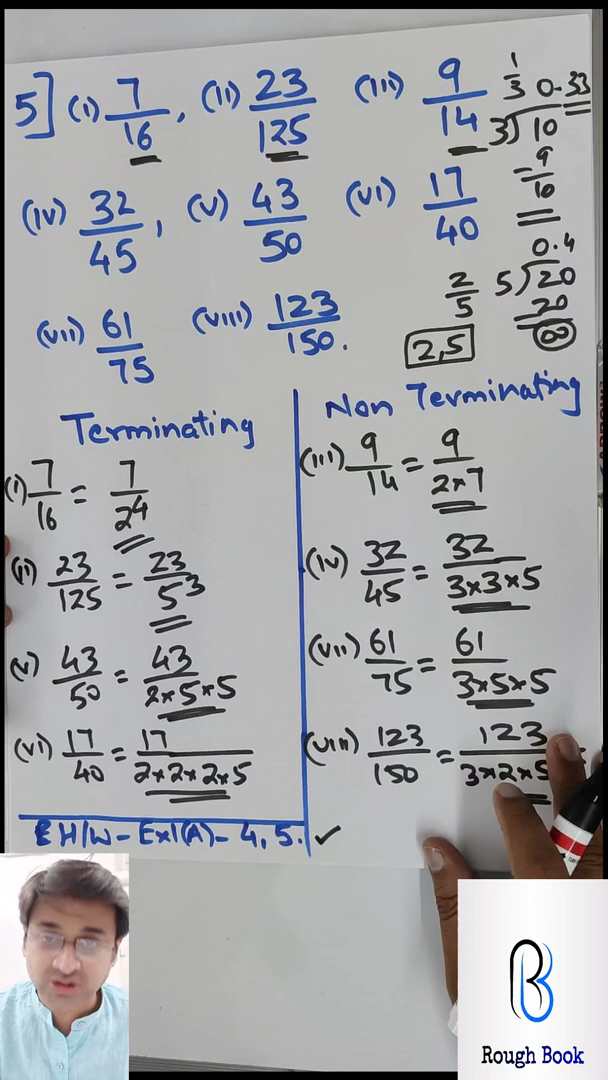 5] (i) 7/16, (ii) 23/125 (iii) 9/14
1/3 0.33
3) 10
= 9/10
(iv) 32/45, (v) 43/50 (vi) 17/40
2/5 0.4
5) 20
20
00
(vii) 61/75 (viii) 123/150.
2,5
Terminating
Non Terminating
(i) 7/16 = 7/2^4
(ii) 23/125 = 23/5^3
(v) 43/50 = 43/2×5×5
(vi) 17/40 = 17/2×2×2×5
(iii) 9/14 = 9/2×7
(iv) 32/45 = 32/3×3×5
(vii) 61/75 = 61/3×5×5
(viii) 123/150 = 123/3×2×5
H/W - Ex1(A) - 4, 5. ✓
Rough Book